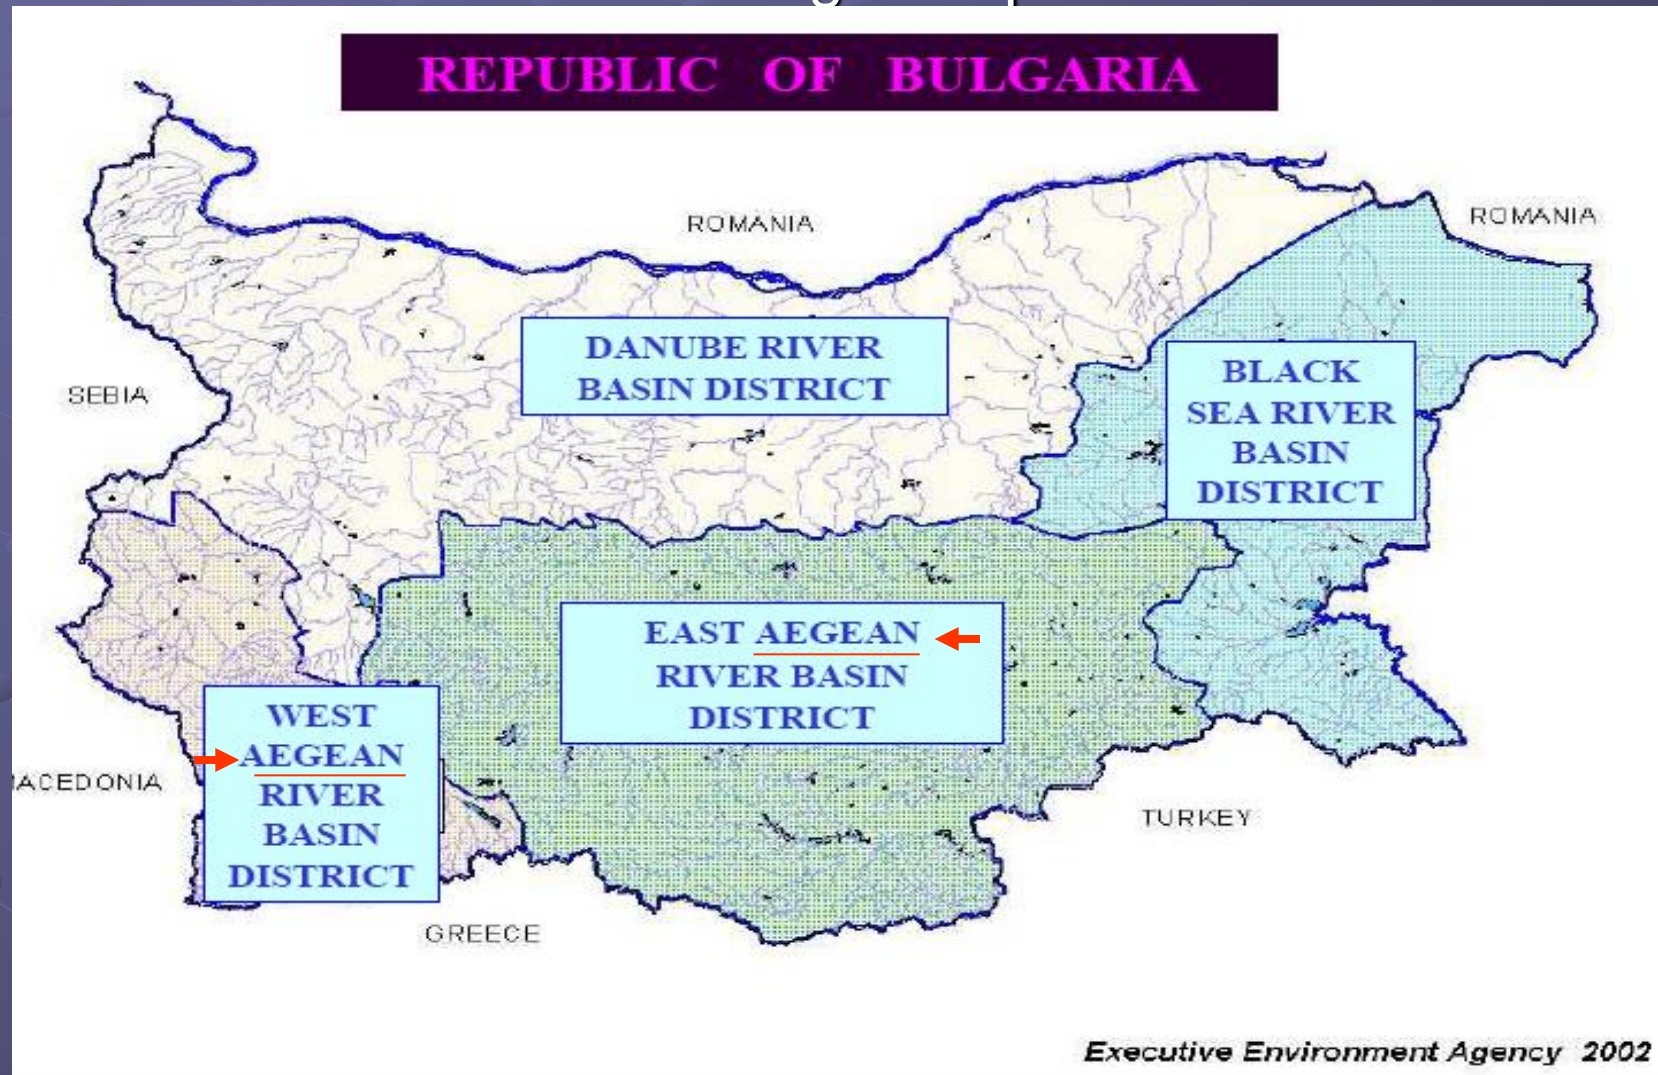 REPUBLIC OF BULGARIA
ROMANIA
ROMANIA
DANUBE RIVER
BASIN DISTRICT
BLACK
SEA RIVER
BASIN
DISTRICT
SEBIA
EAST AEGEAN
RIVER BASIN
DISTRICT
WEST
AEGEAN
RIVER
BASIN
DISTRICT
ACEDONIA
TURKEY
GREECE
Executive Environment Agency 2002